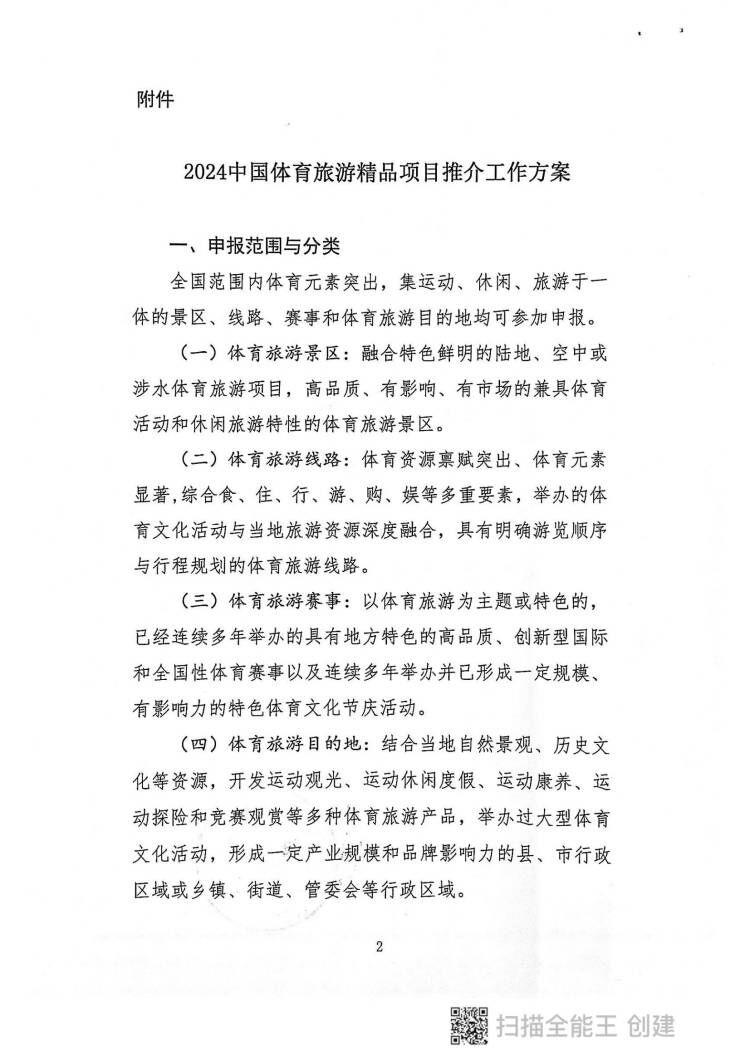 附件
2024中国体育旅游精品项目推介工作方案
一、申报范围与分类
全国范围内体育元素突出，集运动、休闲、旅游于一
体的景区、线路、赛事和体育旅游目的地均可参加申报。
（一）体育旅游景区：融合特色鲜明的陆地、空中或
涉水体育旅游项目，高品质、有影响、有市场的兼具体育
活动和休闲旅游特性的体育旅游景区。
（二）体育旅游线路：体育资源禀赋突出、体育元素
显著,综合食、住、行、游、购、娱等多重要素，举办的体
育文化活动与当地旅游资源深度融合，具有明确游览顺序
与行程规划的体育旅游线路。
（三）体育旅游赛事：以体育旅游为主题或特色的，
已经连续多年举办的具有地方特色的高品质、创新型国际
和全国性体育赛事以及连续多年举办并已形成一定规模、
有影响力的特色体育文化节庆活动。
（四）体育旅游目的地：结合当地自然景观、历史文
化等资源，开发运动观光、运动休闲度假、运动康养、运
动探险和竞赛观赏等多种体育旅游产品，举办过大型体育
文化活动，形成一定产业规模和品牌影响力的县、市行政
区域或乡镇、街道、管委会等行政区域。
2
扫描全能王 创建